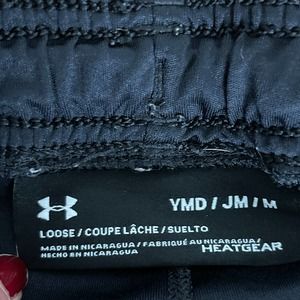 YMD / JM / M
LOOSE / COUPE LÂCHE / SUELTO
MADE IN NICARAGUA / FABRIQUÉ AU NICARAGUA /
HECHO EN NICARAGUA
HEATGEAR